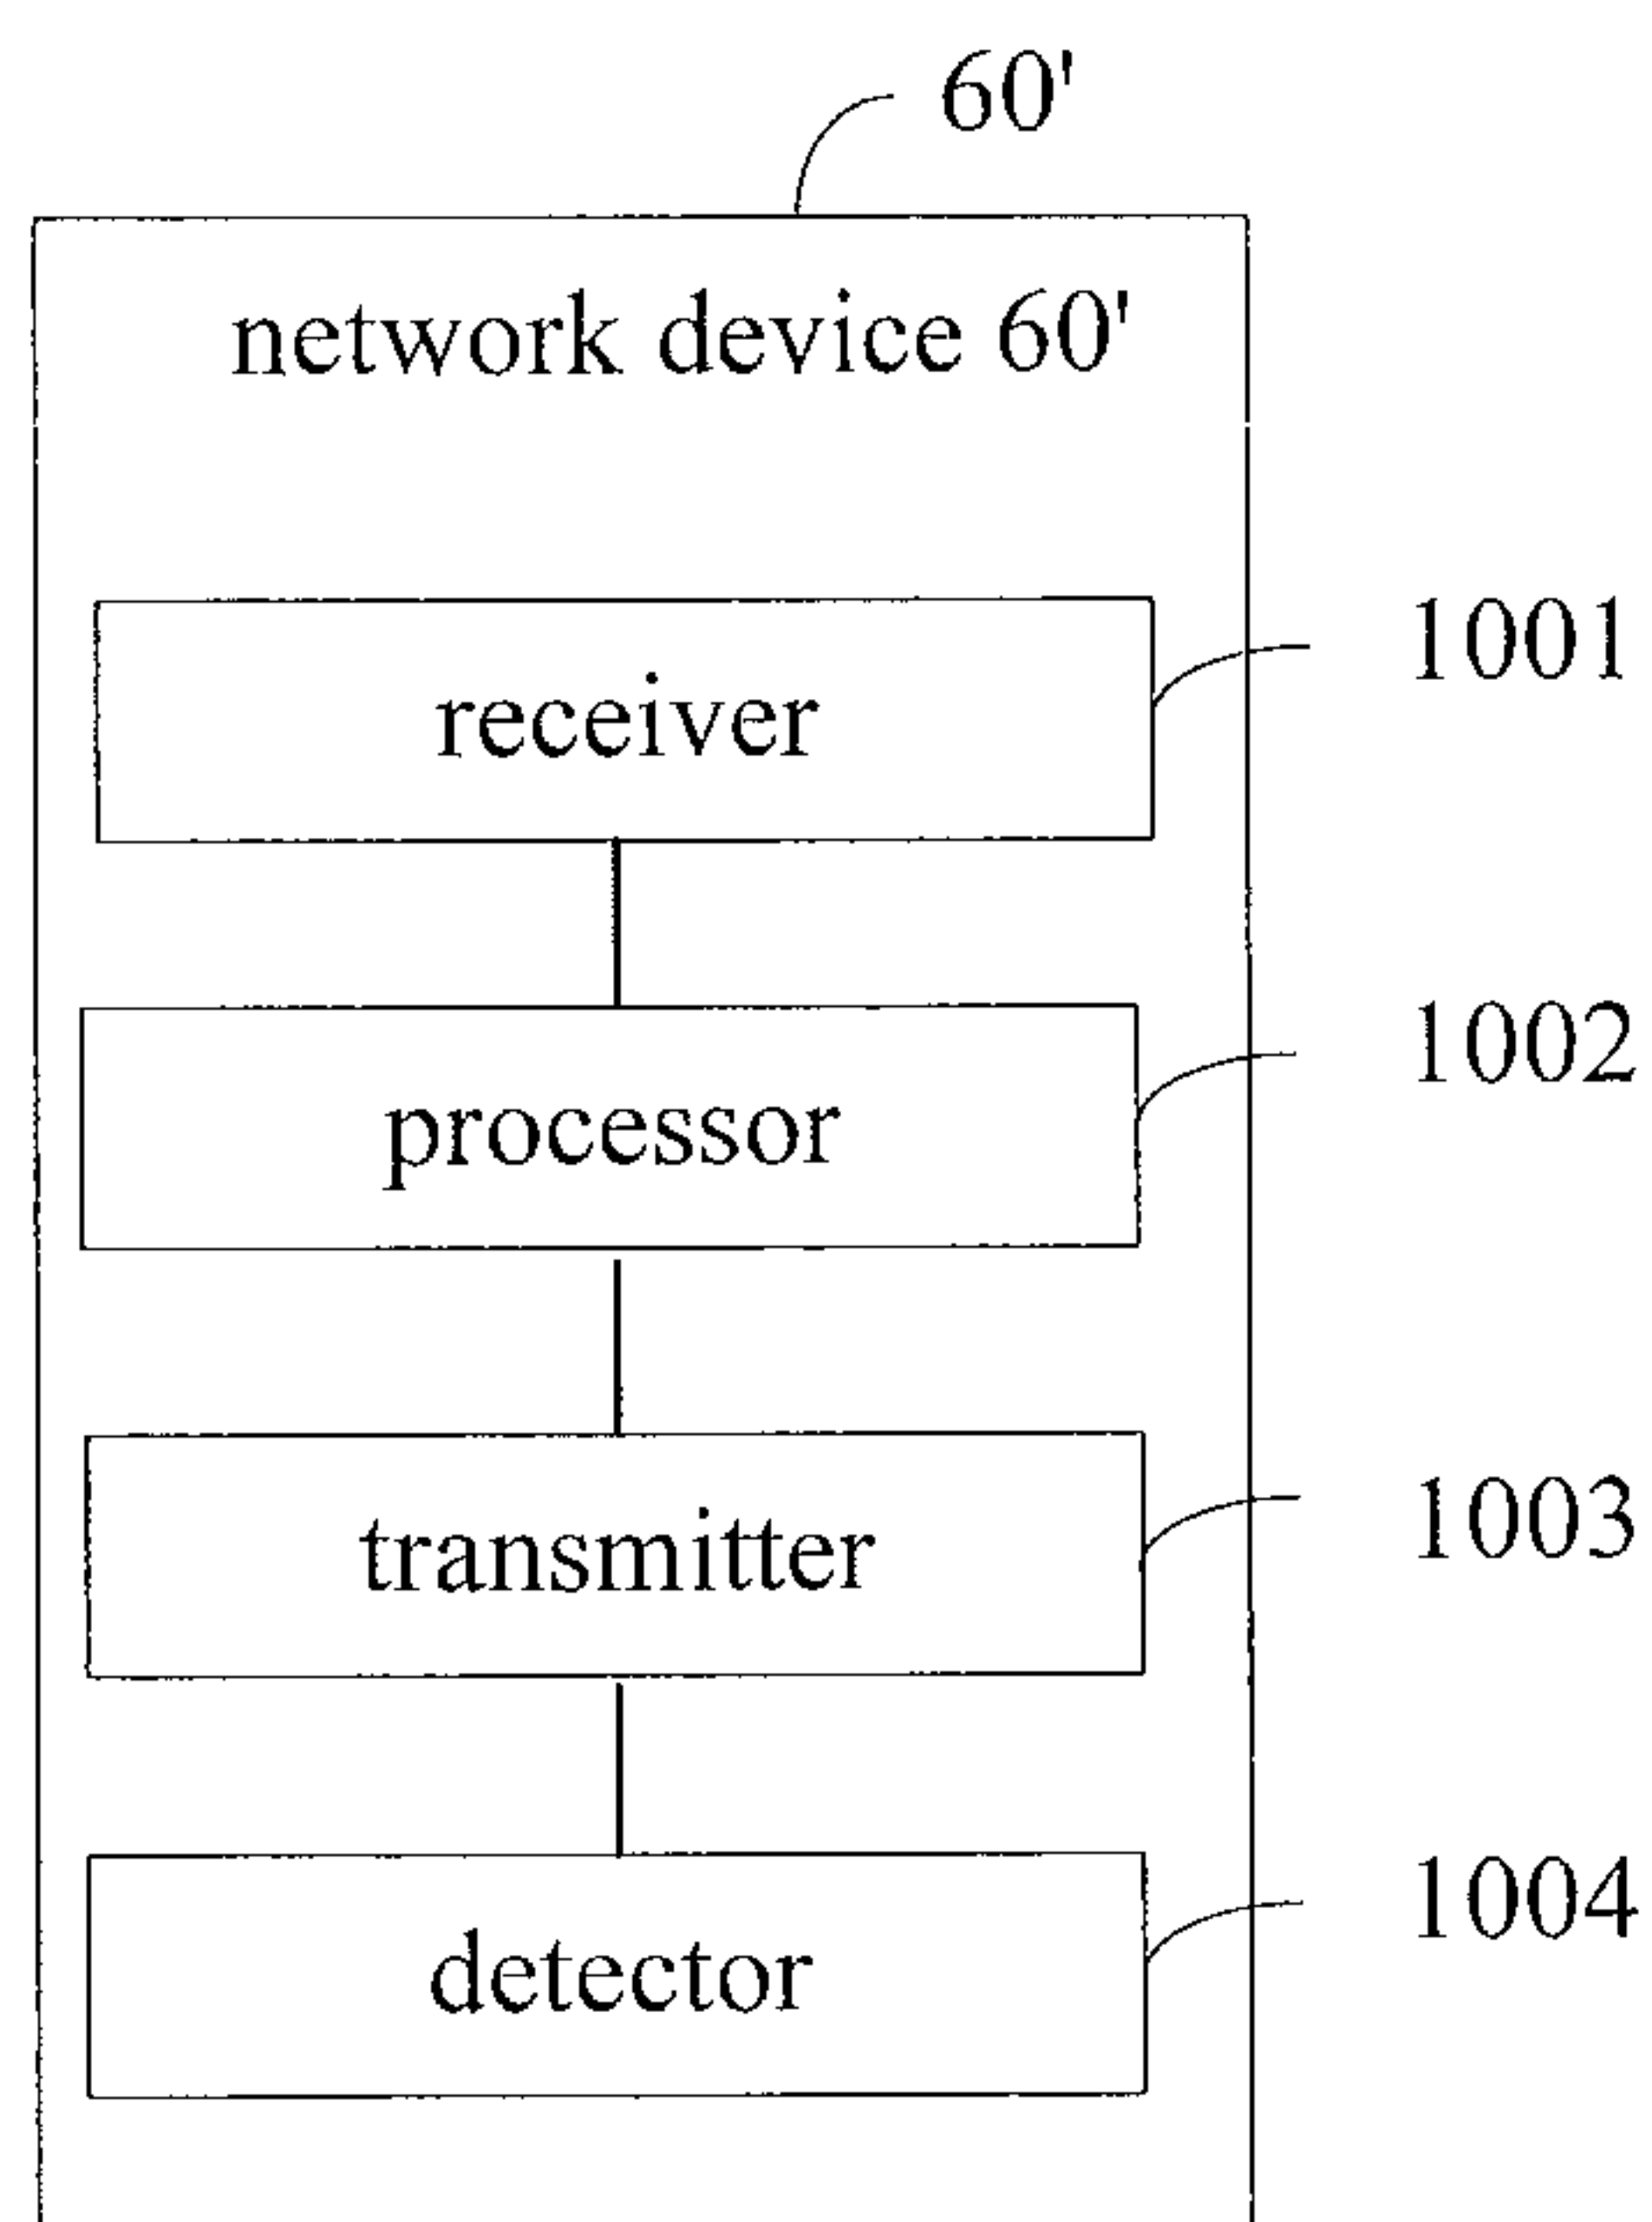 60'
network device 60'
1001
receiver
1002
processor
1003
transmitter
1004
detector